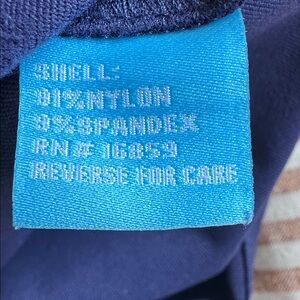 SHELL:
91%NYLON
9%SPANDEX
RN# 16859
REVERSE FOR CARE